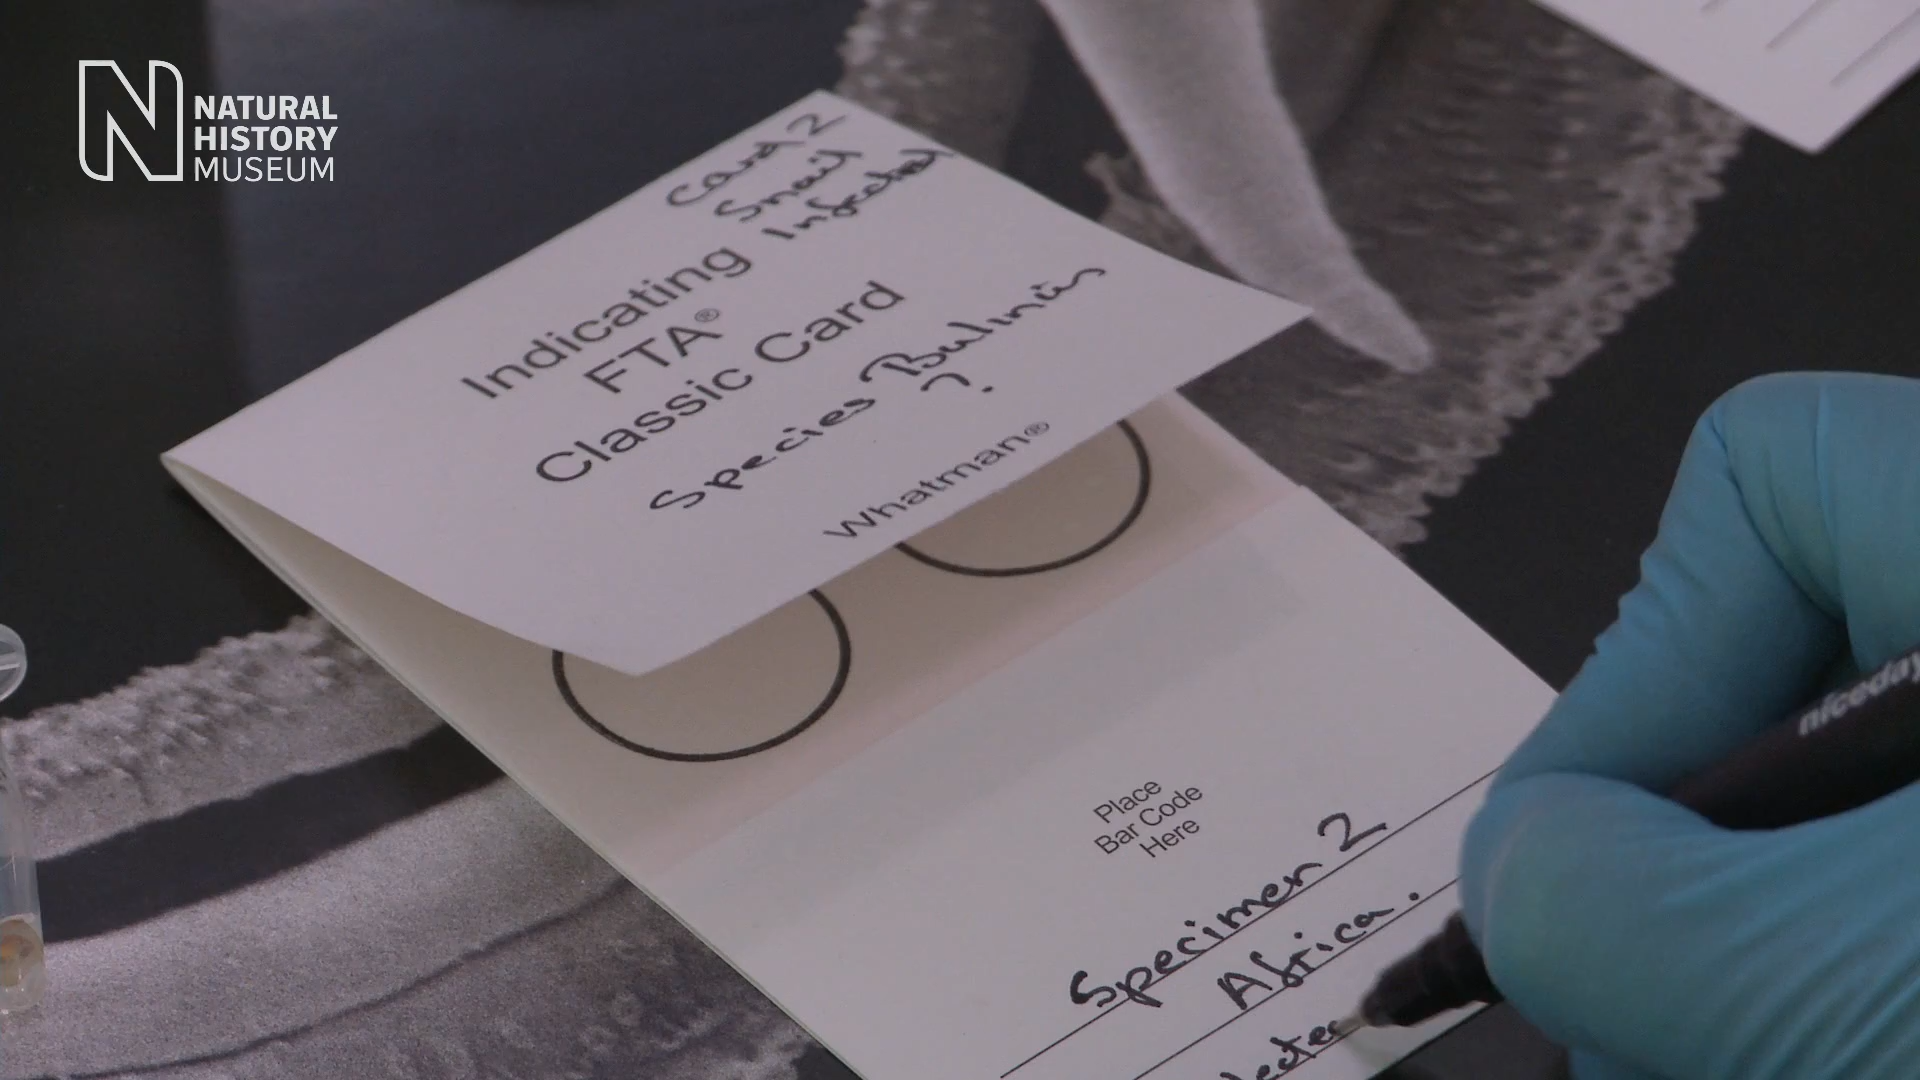 NATURAL
HISTORY
MUSEUM
Card 2
Snail
Infected
Indicating
FTA®
Classic Card
Species Bulinus
?
Whatman®
Place
Bar Code
Here
Specimen 2
Africa.
niceday